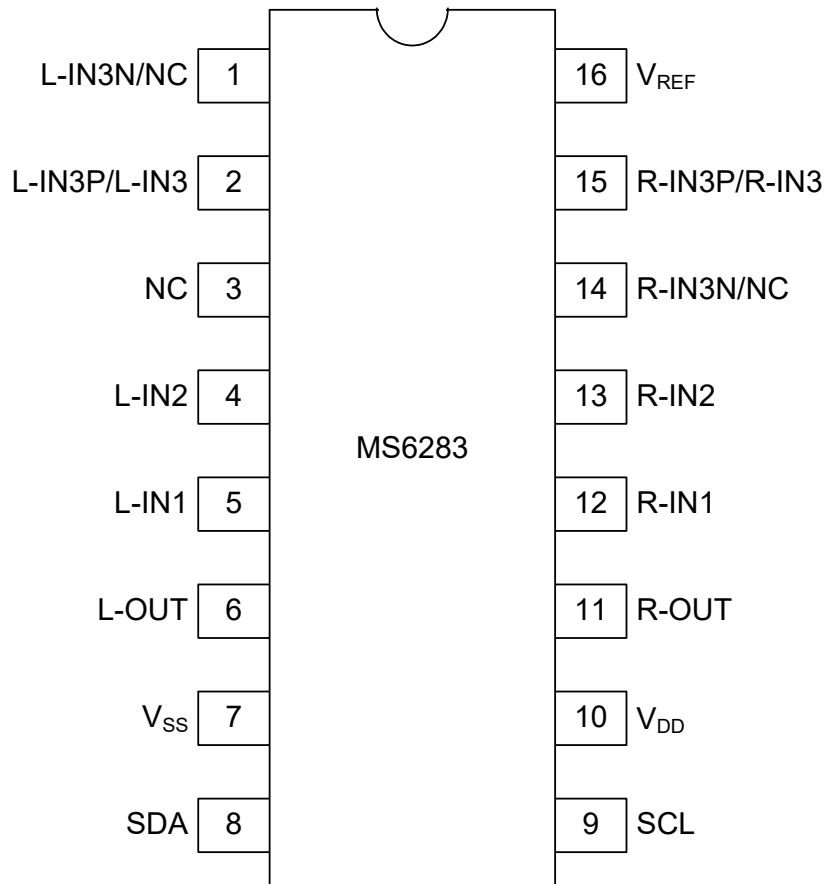 L-IN3N/NC 1 16 VREF
L-IN3P/L-IN3 2 15 R-IN3P/R-IN3
NC 3 14 R-IN3N/NC
L-IN2 4 13 R-IN2
MS6283
L-IN1 5 12 R-IN1
L-OUT 6 11 R-OUT
VSS 7 10 VDD
SDA 8 9 SCL